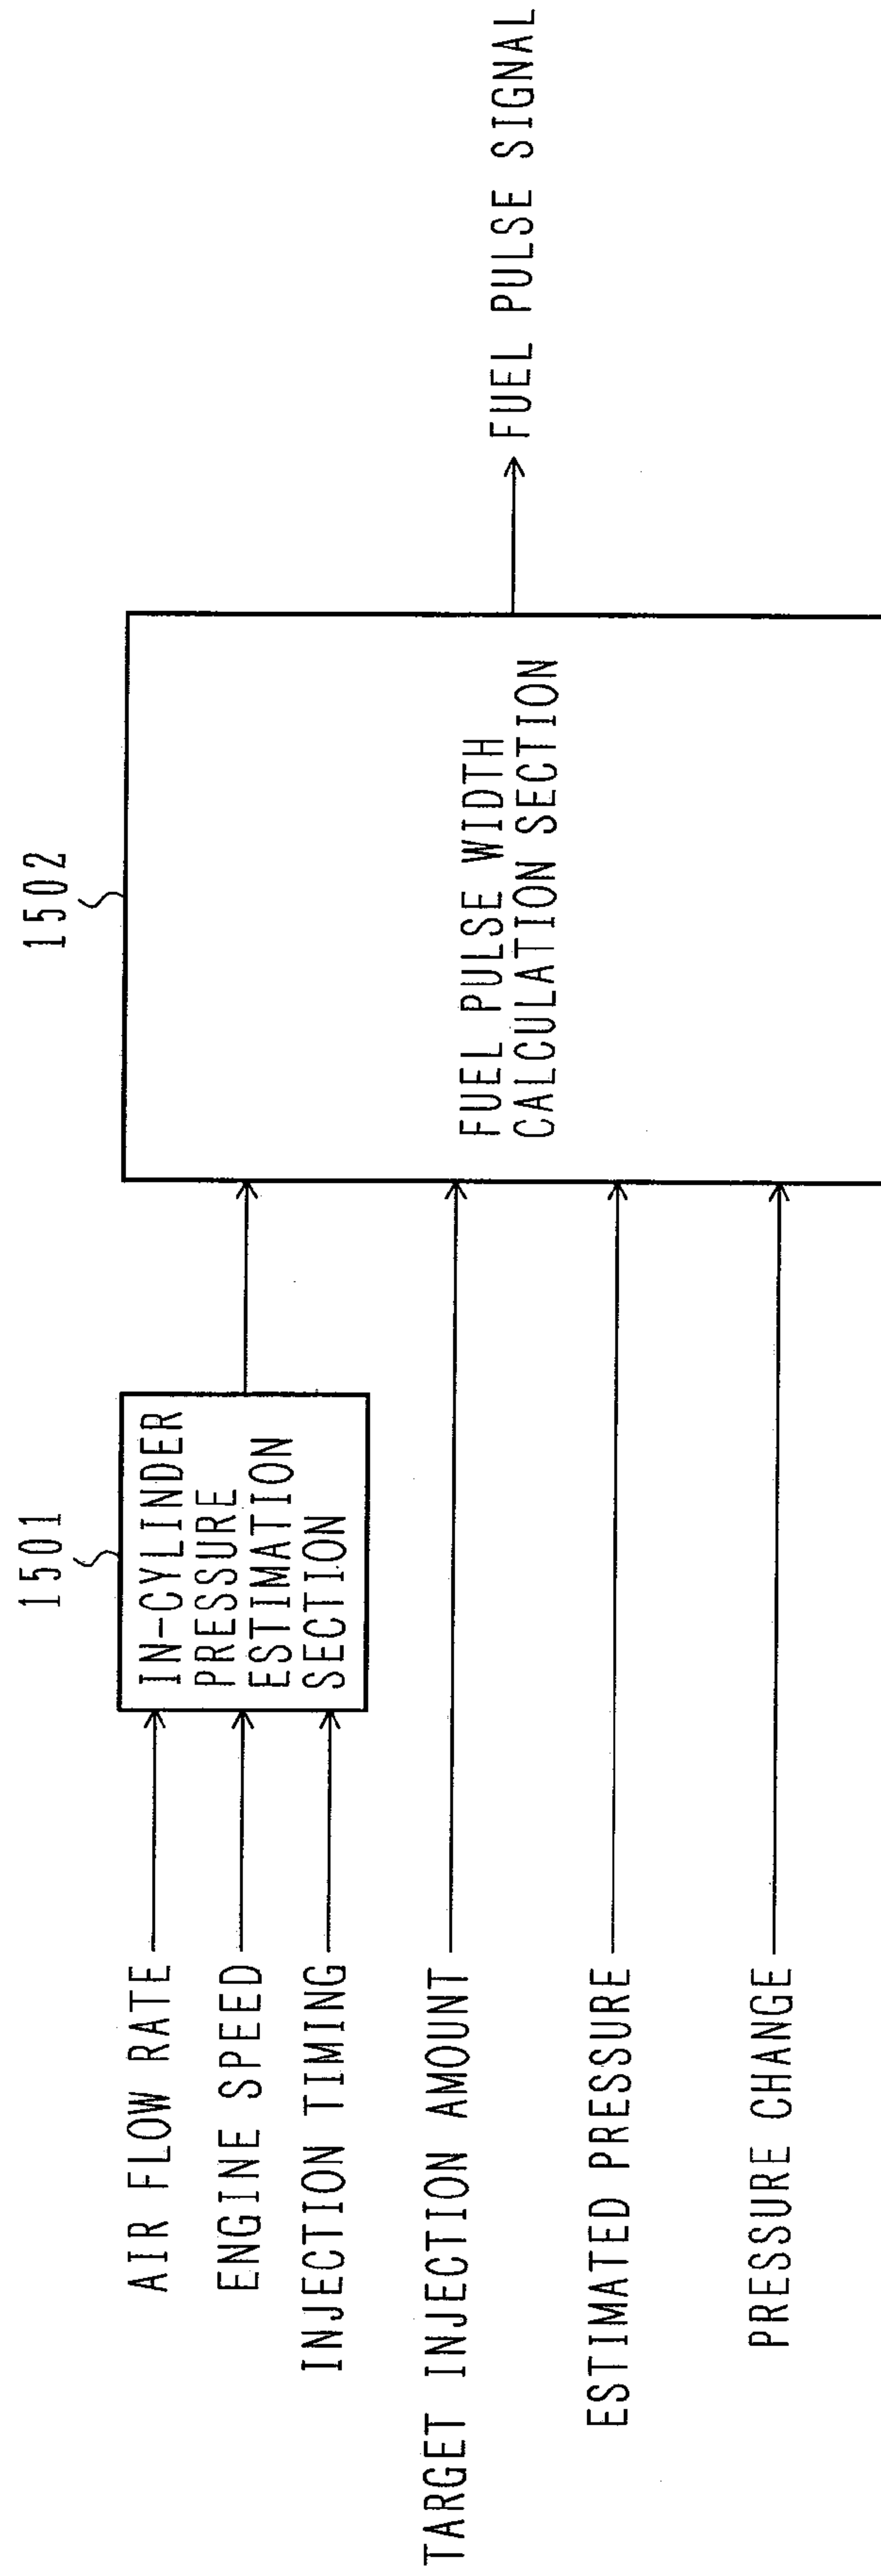 1501
1502
AIR FLOW RATE
ENGINE SPEED
INJECTION TIMING
IN-CYLINDER
PRESSURE
ESTIMATION
SECTION
TARGET INJECTION AMOUNT
ESTIMATED PRESSURE
PRESSURE CHANGE
FUEL PULSE WIDTH
CALCULATION SECTION
FUEL PULSE SIGNAL